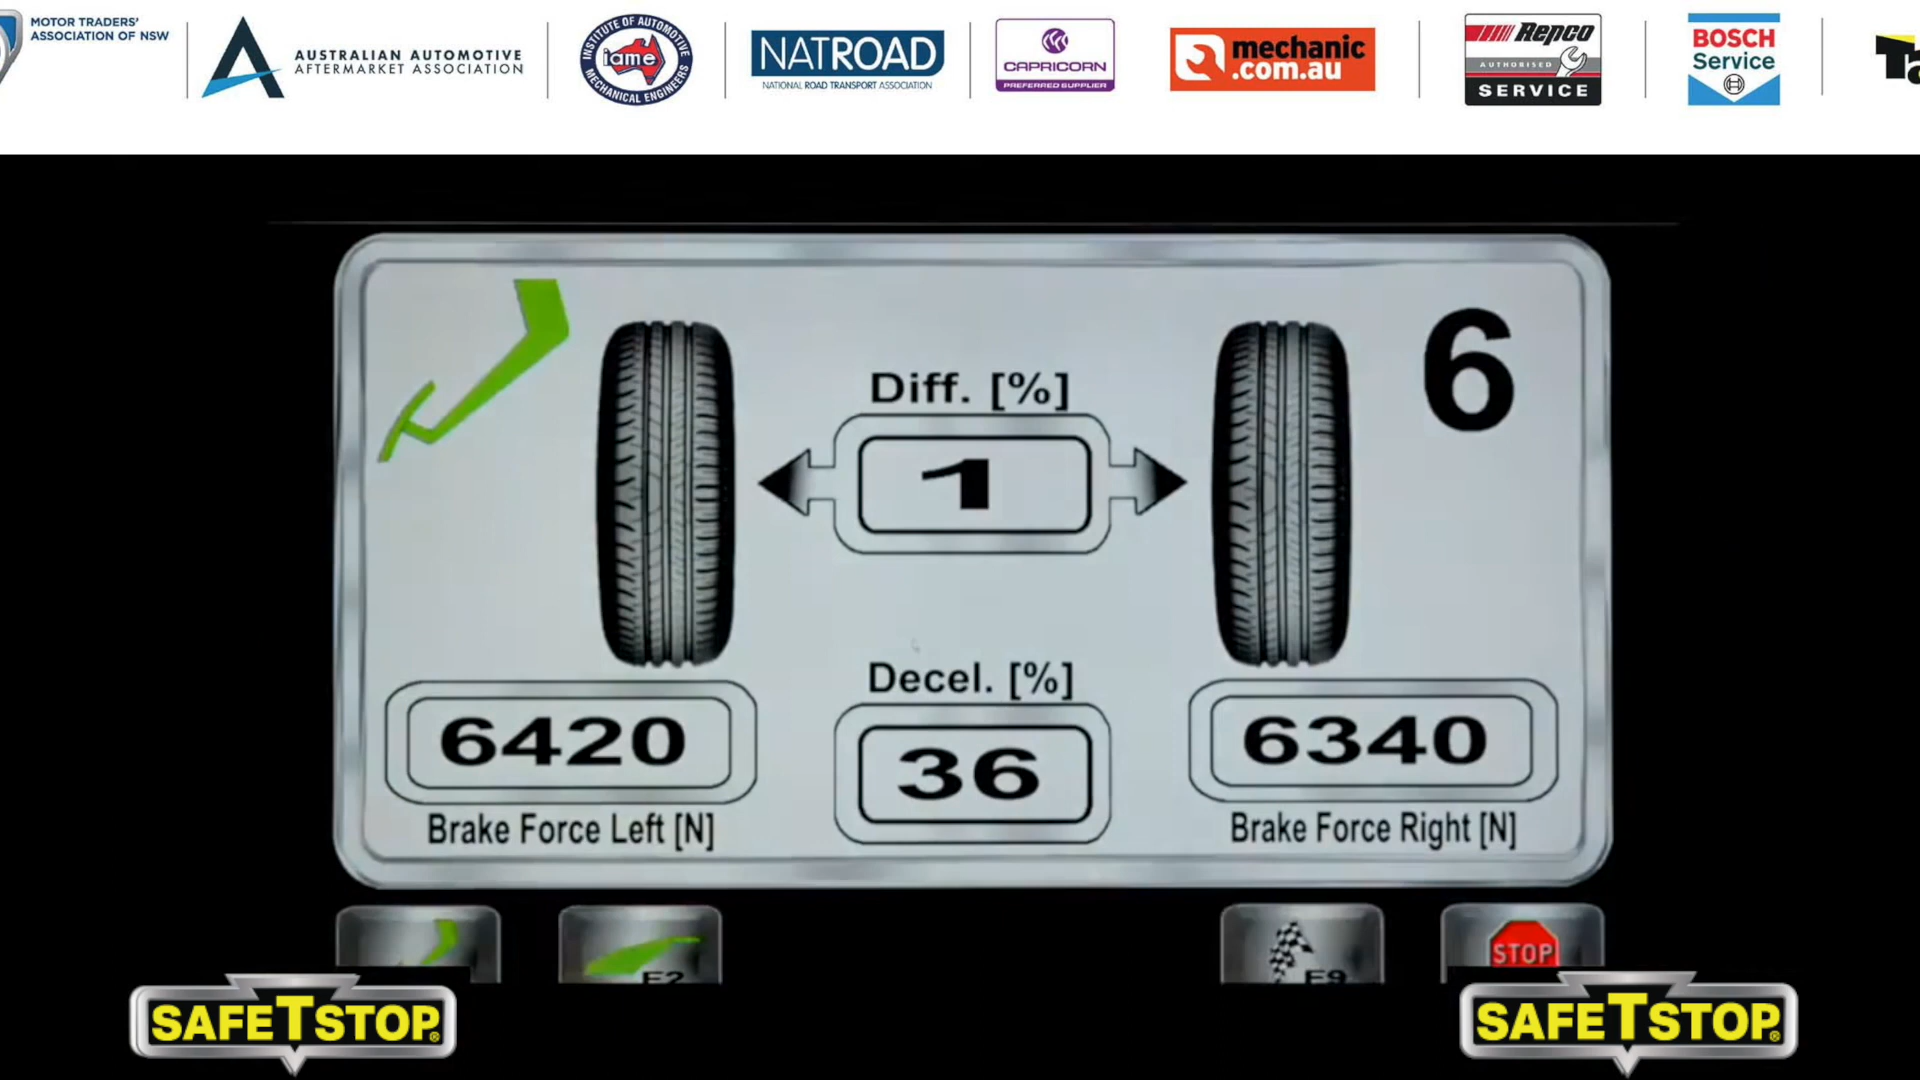 MOTOR TRADERS'
ASSOCIATION OF NSW
AUSTRALIAN AUTOMOTIVE
AFTERMARKET ASSOCIATION
INSTITUTE OF AUTOMOTIVE
iame
MECHANICAL ENGINEERS
NATROAD
NATIONAL ROAD TRANSPORT ASSOCIATION
CAPRICORN
PREFERRED SUPPLIER
mechanic
.com.au
Repco
AUTHORISED
SERVICE
BOSCH
Service
6
Diff. [%]
1
Decel. [%]
6420
36
6340
Brake Force Left [N]
Brake Force Right [N]
F2
F9
STOP
SAFETSTOP
SAFETSTOP